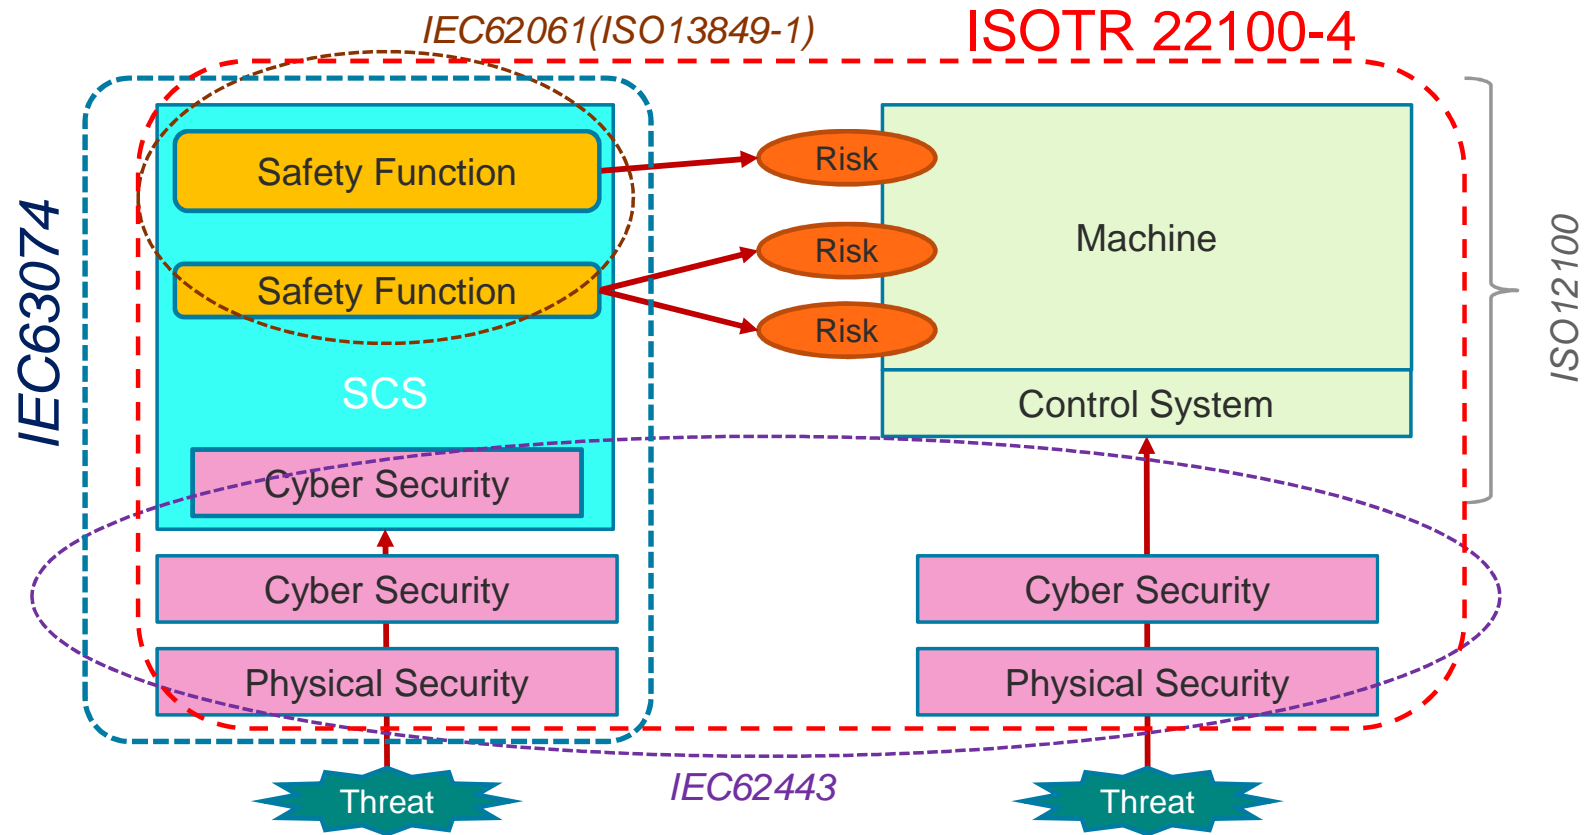 IEC62061(ISO13849-1)
ISOTR 22100-4
IEC63074
Safety Function
Risk
Safety Function
Risk
Risk
Machine
ISO12100
SCS
Control System
Cyber Security
Cyber Security
Cyber Security
Physical Security
Physical Security
Threat
IEC62443
Threat